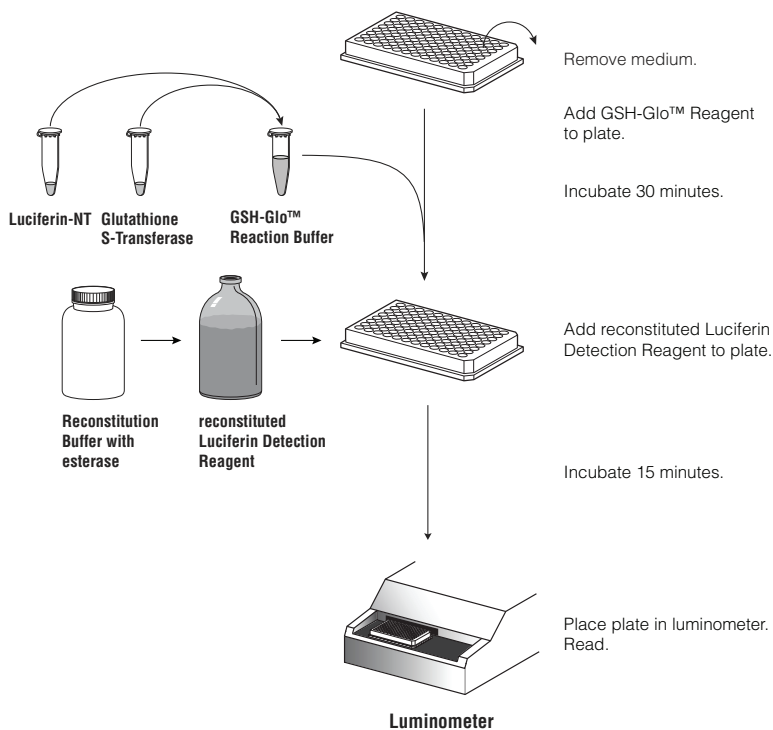 Remove medium.
Add GSH-Glo™ Reagent
to plate.
Incubate 30 minutes.
Luciferin-NT
Glutathione
S-Transferase
GSH-Glo™
Reaction Buffer
Add reconstituted Luciferin
Detection Reagent to plate.
Reconstitution
Buffer with
esterase
reconstituted
Luciferin Detection
Reagent
Incubate 15 minutes.
Place plate in luminometer.
Read.
Luminometer